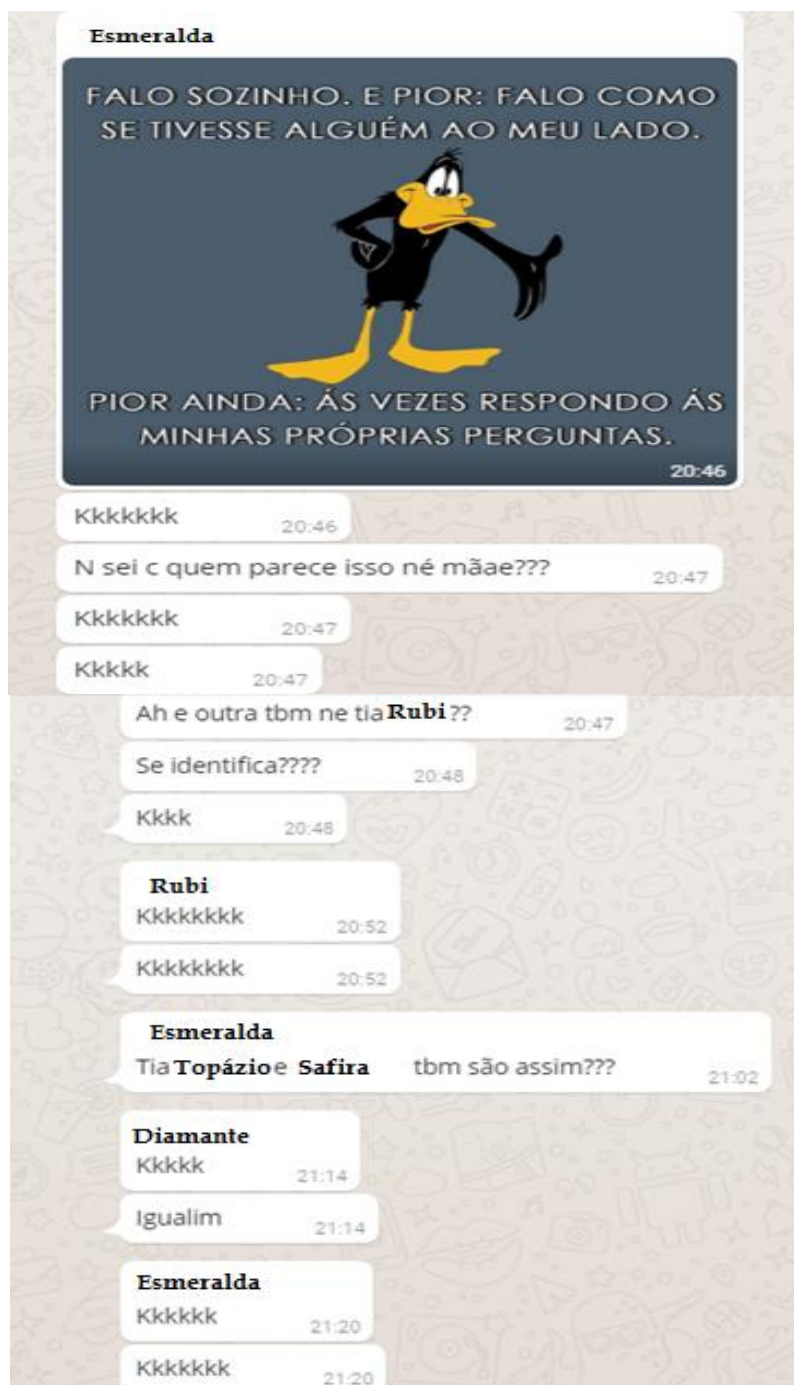 Esmeralda
FALO SOZINHO. E PIOR: FALO COMO
SE TIVESSE ALGUÉM AO MEU LADO.
PIOR AINDA: ÁS VEZES RESPONDO ÁS
MINHAS PRÓPRIAS PERGUNTAS.
20:46
Kkkkkkk 20:46
N sei c quem parece isso né mãae??? 20:47
Kkkkkkk 20:47
Kkkkk 20:47
Ah e outra tbm ne tia Rubi ?? 20:47
Se identifica???? 20:48
Kkkk 20:48
Rubi
Kkkkkkkk 20:52
Kkkkkkkk 20:52
Esmeralda
Tia Topázio e Safira tbm são assim??? 21:02
Diamante
Kkkkk 21:14
Igualim 21:14
Esmeralda
Kkkkkk 21:20
Kkkkkkk 21:20